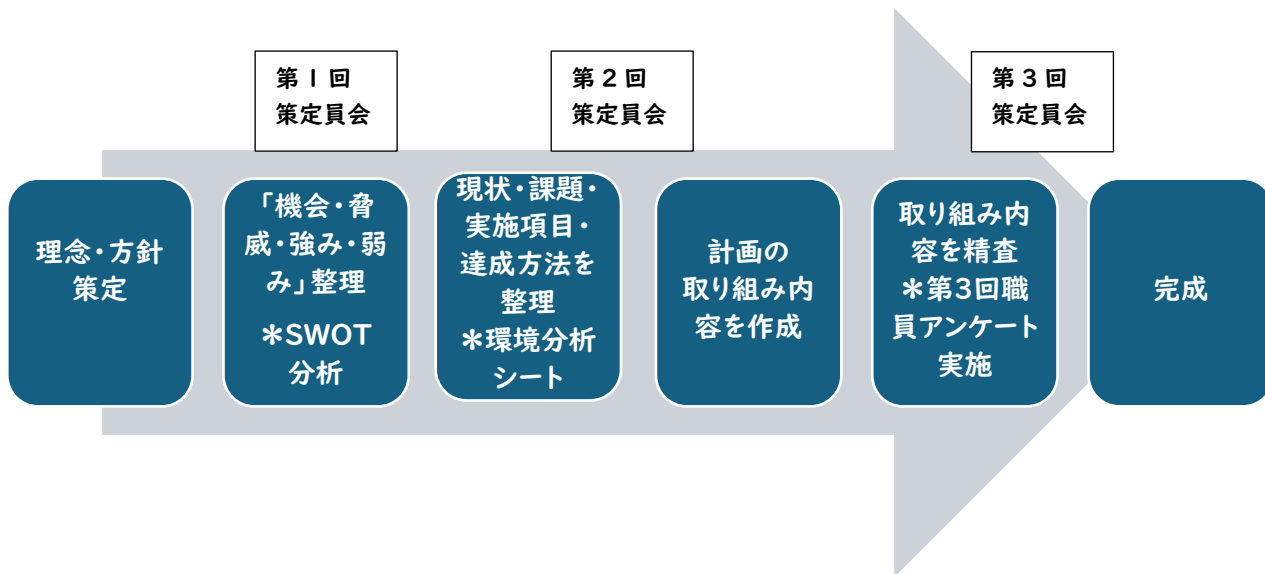 第1回
策定員会
第2回
策定員会
第3回
策定員会
理念・方針
策定
「機会・脅
威・強み・弱
み」整理
＊SWOT
分析
現状・課題・
実施項目・
達成方法を
整理
＊環境分析
シート
計画の
取り組み内
容を作成
取り組み内
容を精査
＊第3回職
員アンケート
実施
完成